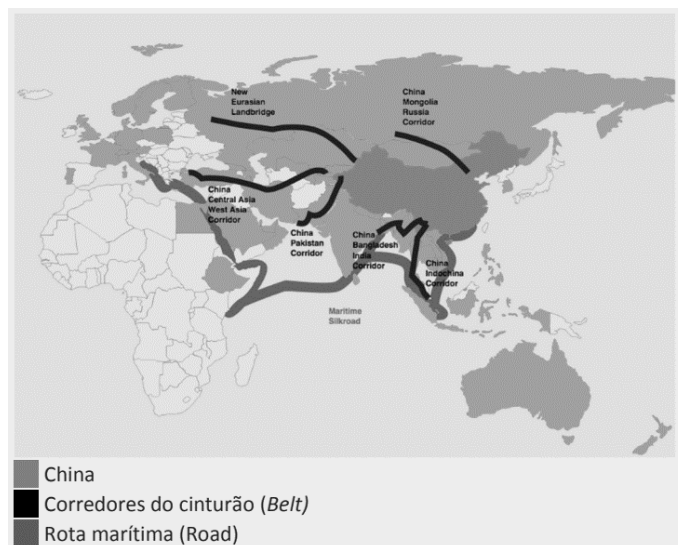 New
Eurasian
Landbridge
China
Mongolia
Russia
Corridor
China
Central Asia
West Asia
Corridor
China
Pakistan
Corridor
China
Bangladesh
India
Corridor
China
Indochina
Corridor
Maritime
Silkroad
China
Corredores do cinturão (Belt)
Rota marítima (Road)